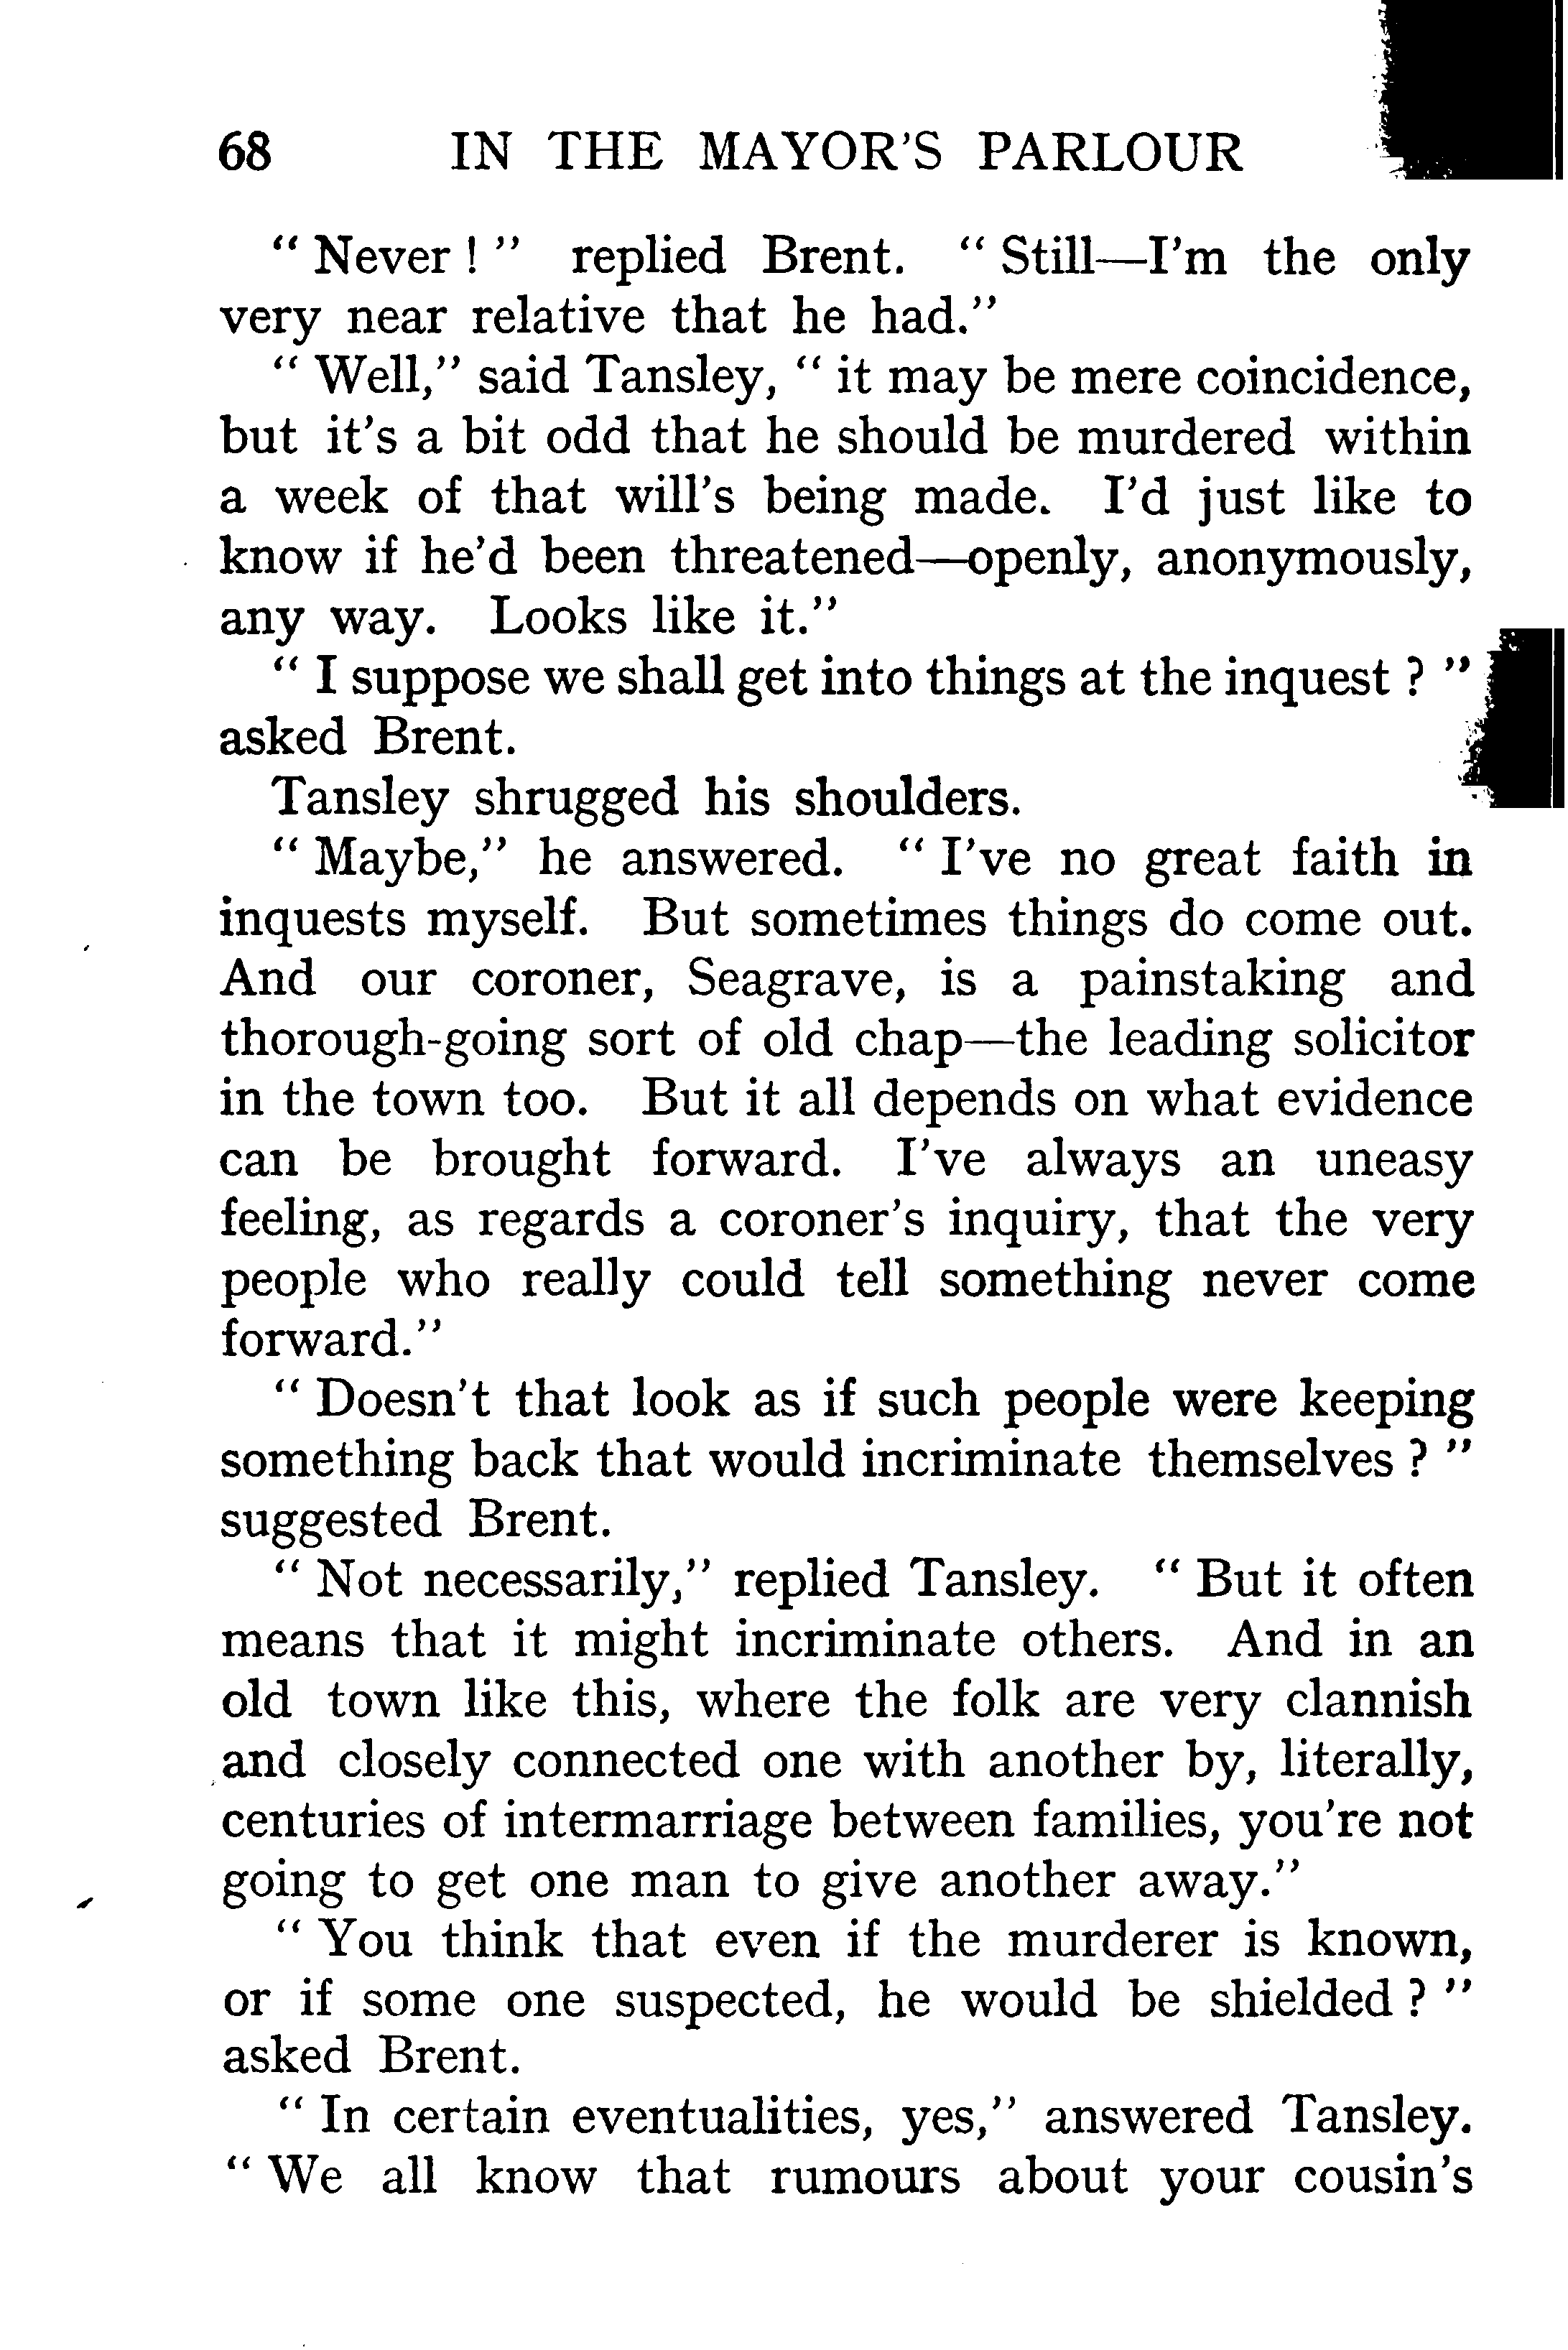 68 IN THE MAYOR'S PARLOUR
" Never ! " replied Brent. " Still—I'm the only
very near relative that he had."
" Well," said Tansley, " it may be mere coincidence,
but it's a bit odd that he should be murdered within
a week of that will's being made. I'd just like to
know if he'd been threatened—openly, anonymously,
any way. Looks like it."
" I suppose we shall get into things at the inquest ? "
asked Brent.
Tansley shrugged his shoulders.
" Maybe," he answered. " I've no great faith in
inquests myself. But sometimes things do come out.
And our coroner, Seagrave, is a painstaking and
thorough-going sort of old chap—the leading solicitor
in the town too. But it all depends on what evidence
can be brought forward. I've always an uneasy
feeling, as regards a coroner's inquiry, that the very
people who really could tell something never come
forward."
" Doesn't that look as if such people were keeping
something back that would incriminate themselves ? "
suggested Brent.
" Not necessarily," replied Tansley. " But it often
means that it might incriminate others. And in an
old town like this, where the folk are very clannish
and closely connected one with another by, literally,
centuries of intermarriage between families, you're not
going to get one man to give another away."
" You think that even if the murderer is known,
or if some one suspected, he would be shielded ? "
asked Brent.
" In certain eventualities, yes," answered Tansley.
" We all know that rumours about your cousin's